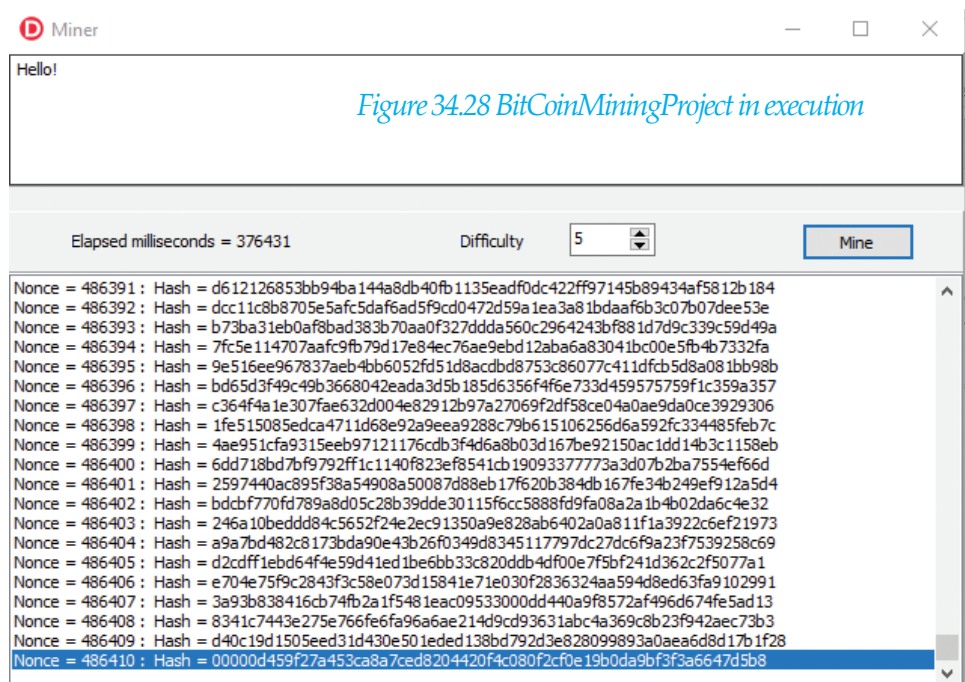 Miner
Hello!
Figure 34.28 BitCoinMiningProject in execution
Elapsed milliseconds = 376431 Difficulty 5 Mine
Nonce = 486391 : Hash = d612126853bb94ba144a8db40fb1135eadf0dc422ff97145b89434af5812b184
Nonce = 486392 : Hash = dcc11c8b8705e5afc5daf6ad5f9cd0472d59a1ea3a81bdaaf6b3c07b07dee53e
Nonce = 486393 : Hash = b73ba31eb0af8bad383b70aa0f327ddda560c2964243bf881d7d9c339c59d49a
Nonce = 486394 : Hash = 7fc5e114707aafc9fb79d17e84ec76ae9ebd12aba6a83041bc00e5fb4b7332fa
Nonce = 486395 : Hash = 9e516ee967837aeb4bb6052fd51d8acdbd8753c86077c411dfcb5d8a081bb98b
Nonce = 486396 : Hash = bd65d3f49c49b3668042eada3d5b185d6356f4f6e733d459575759f1c359a357
Nonce = 486397 : Hash = c364f4a1e307fae632d004e82912b97a27069f2df58ce04a0ae9da0ce3929306
Nonce = 486398 : Hash = 1fe515085edca4711d68e92a9eea9288c79b615106256d6a592fc334485feb7c
Nonce = 486399 : Hash = 4ae951cfa9315eeb97121176cdb3f4d6a8b03d167be92150ac1dd14b3c1158eb
Nonce = 486400 : Hash = 6dd718bd7bf9792ff1c1140f823ef8541cb19093377773a3d07b2ba7554ef66d
Nonce = 486401 : Hash = 2597440ac895f38a54908a50087d88eb17f620b384db167fe34b249ef912a5d4
Nonce = 486402 : Hash = bdcbf770fd789a8d05c28b39dde30115f6cc5888fd9fa08a2a1b4b02da6c4e32
Nonce = 486403 : Hash = 246a10beddd84c5652f24e2ec91350a9e828ab6402a0a811f1a3922c6ef21973
Nonce = 486404 : Hash = a9a7bd482c8173bda90e43b26f0349d8345117797dc27dc6f9a23f7539258c69
Nonce = 486405 : Hash = d2cdff1ebd64f4e59d41ed1be6bb33c820ddb4df00e7f5bf241d362c2f5077a1
Nonce = 486406 : Hash = e704e75f9c2843f3c58e073d15841e71e030f2836324aa594d8ed63fa9102991
Nonce = 486407 : Hash = 3a93b838416cb74fb2a1f5481eac09533000dd440a9f8572af496d674fe5ad13
Nonce = 486408 : Hash = 8341c7443e275e766fe6fa96a6ae214d9cd93631abc4a369c8b23f942aec73b3
Nonce = 486409 : Hash = d40c19d1505eed31d430e501eded138bd792d3e828099893a0aea6d8d17b1f28
Nonce = 486410 : Hash = 00000d459f27a453ca8a7ced8204420f4c080f2cf0e19b0da9bf3f3a6647d5b8